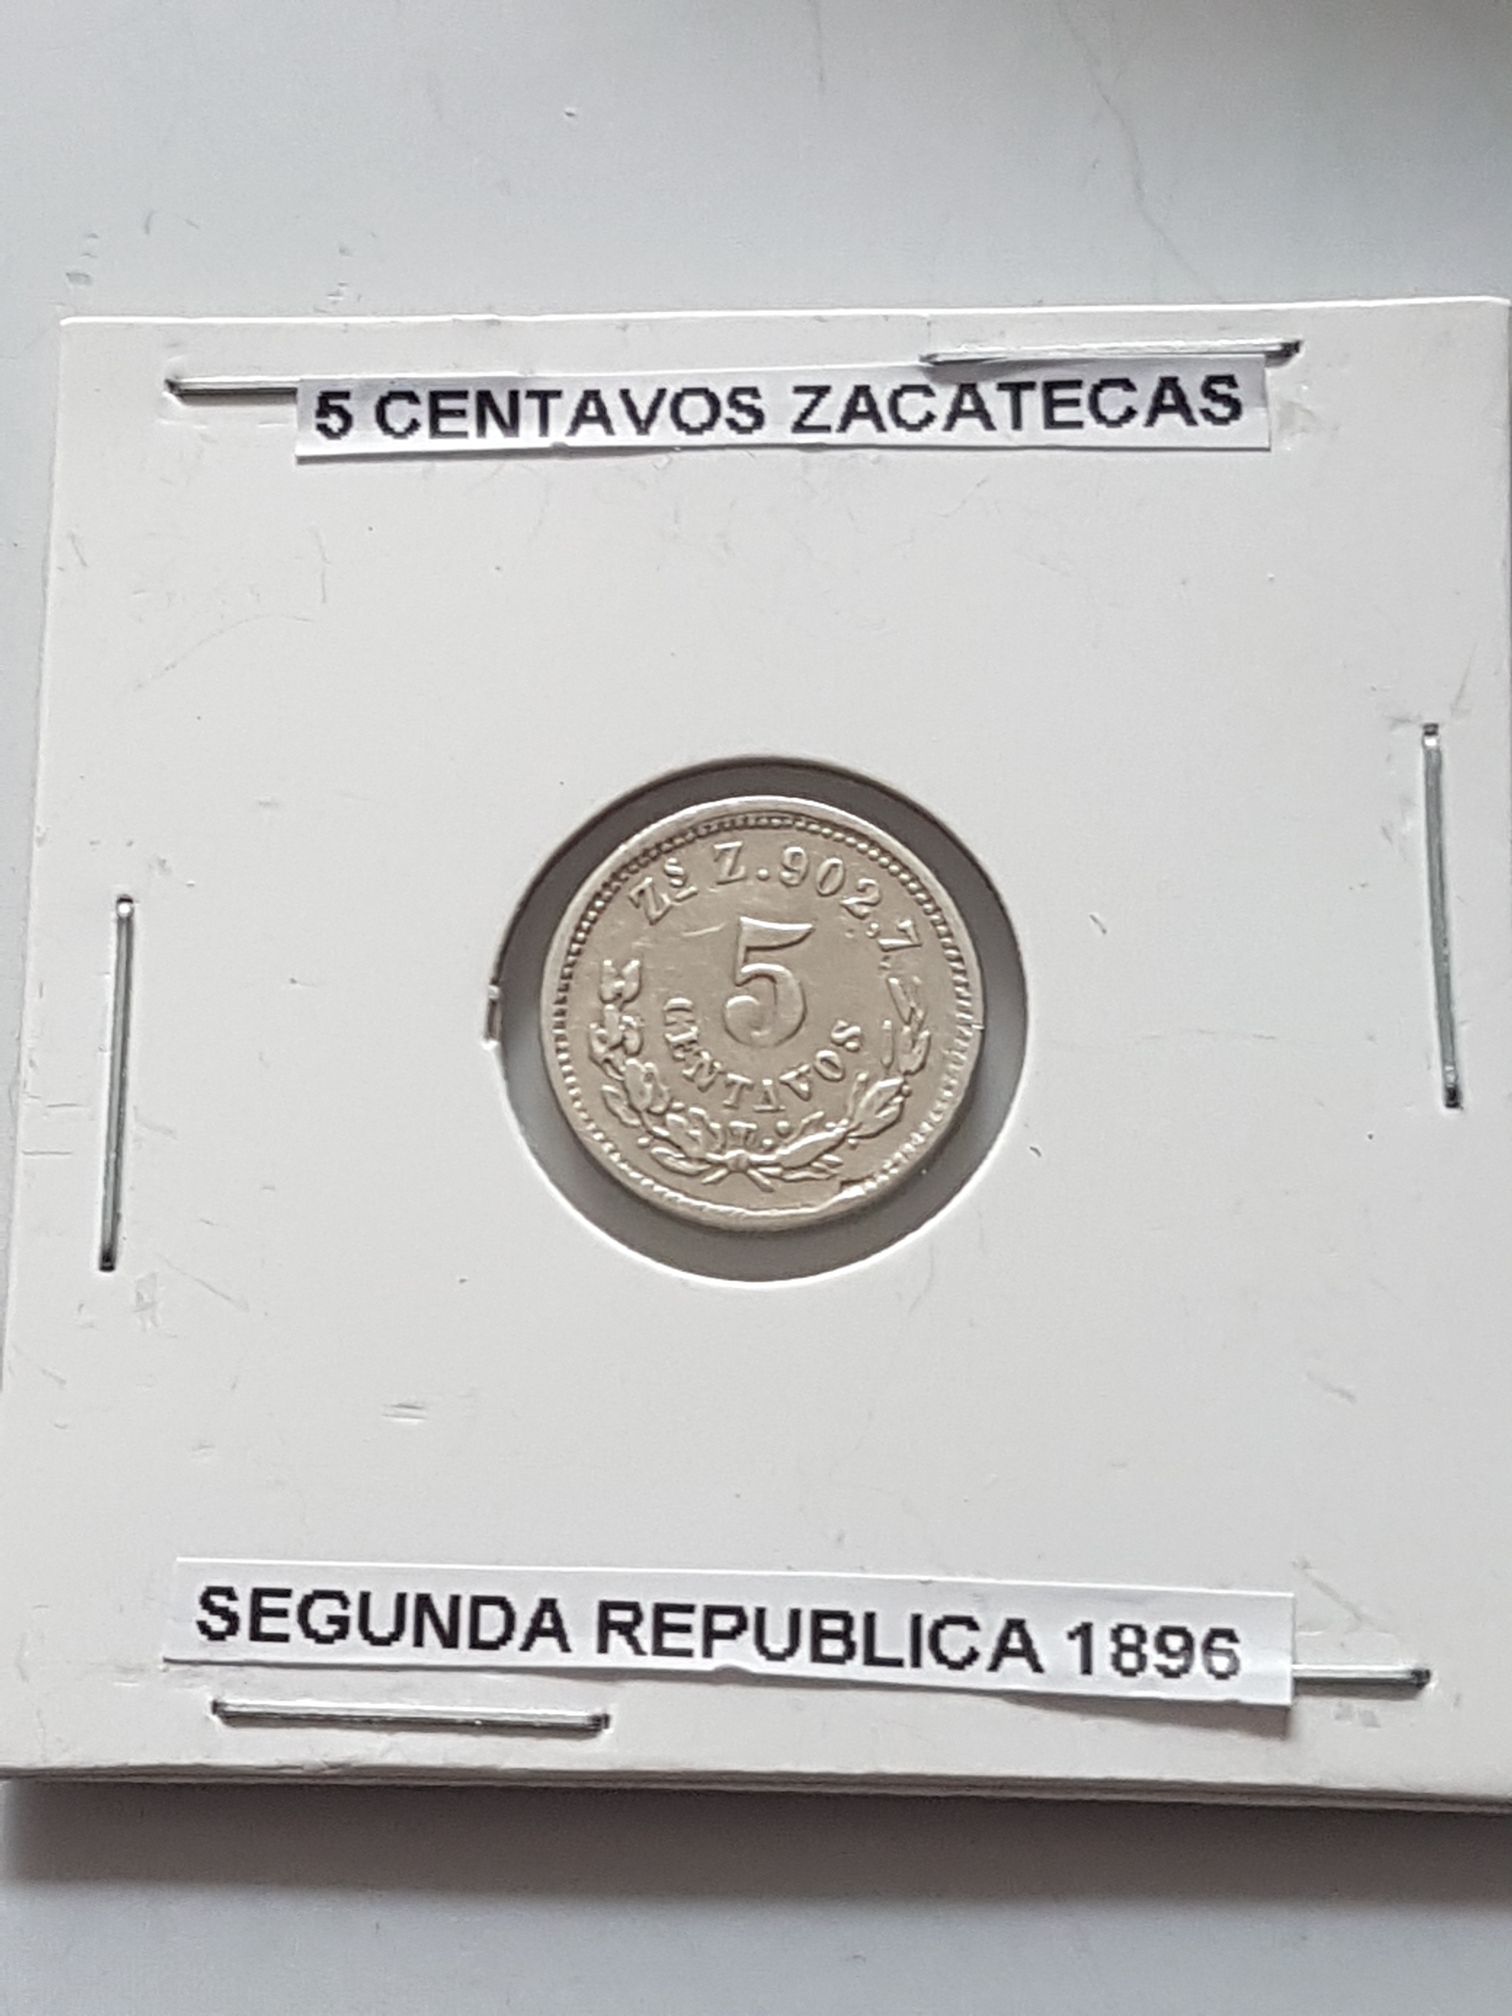 5 CENTAVOS ZACATECAS
Zs Z.902,7
5
CENTAVOS
SEGUNDA REPUBLICA 1896